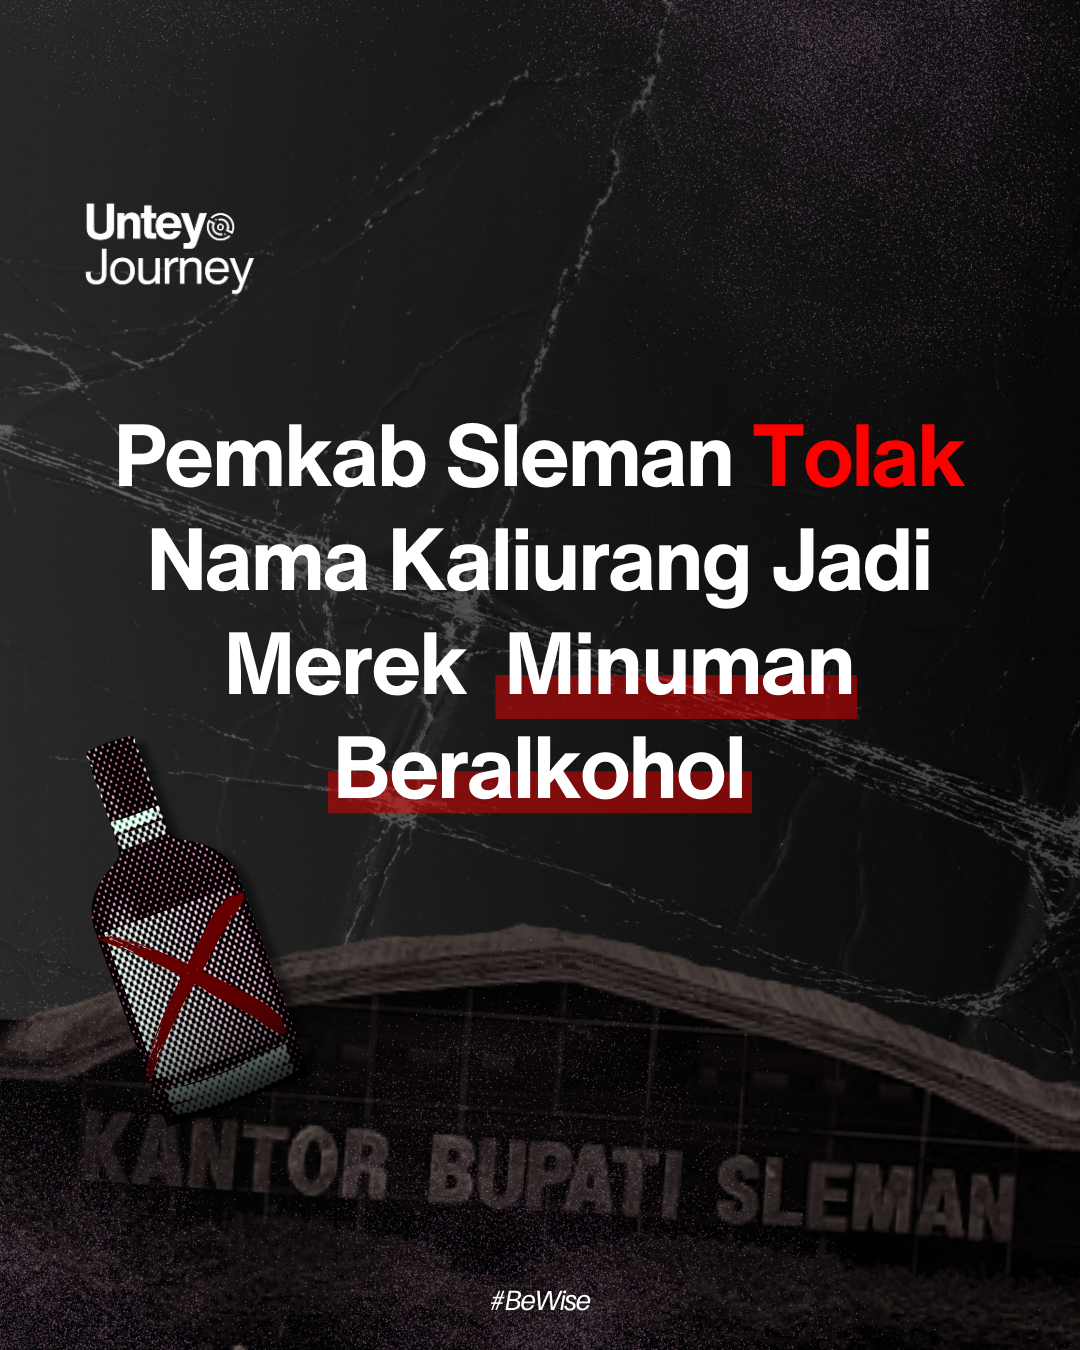 Untey
Journey
Pemkab Sleman Tolak
Nama Kaliurang Jadi
Merek Minuman
Beralkohol
KANTOR BUPATI SLEMAN
#BeWise